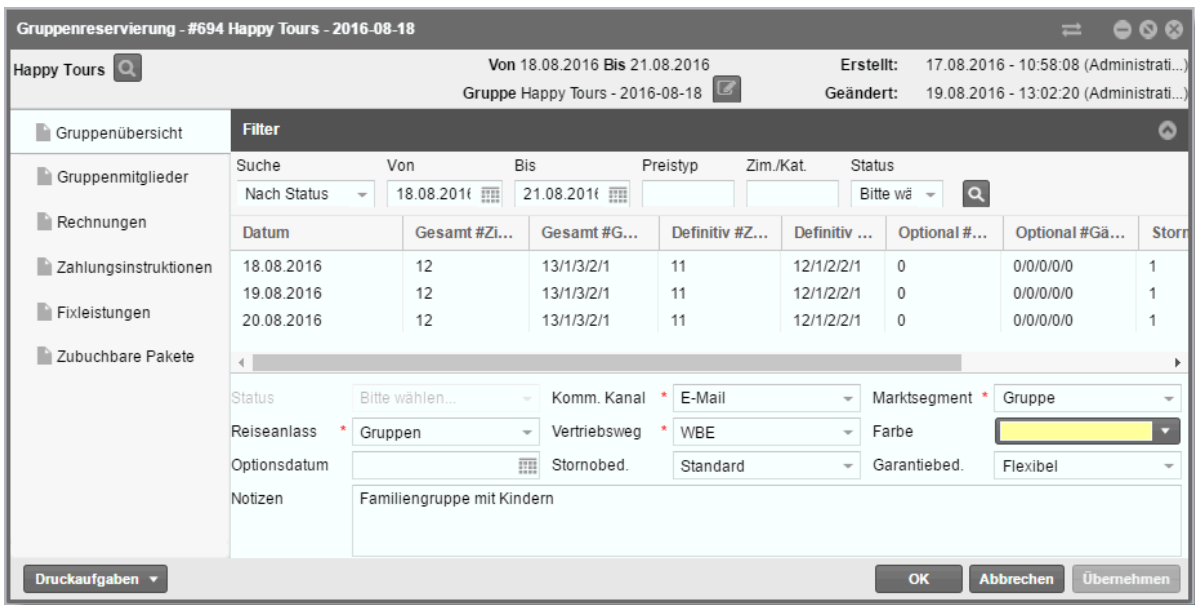 Gruppenreservierung - #694 Happy Tours - 2016-08-18
Happy Tours Von 18.08.2016 Bis 21.08.2016 Erstellt: 17.08.2016 - 10:58:08 (Administrati...)
Gruppe Happy Tours - 2016-08-18 Geändert: 19.08.2016 - 13:02:20 (Administrati...)
Gruppenübersicht
Gruppenmitglieder
Rechnungen
Zahlungsinstruktionen
Fixleistungen
Zubuchbare Pakete
Filter
Suche Von Bis Preistyp Zim./Kat. Status
Nach Status 18.08.2016 21.08.2016 Bitte wä
Datum Gesamt #Zi... Gesamt #G... Definitiv #Z... Definitiv ... Optional #... Optional #Gä... Storn
18.08.2016 12 13/1/3/2/1 11 12/1/2/2/1 0 0/0/0/0/0 1
19.08.2016 12 13/1/3/2/1 11 12/1/2/2/1 0 0/0/0/0/0 1
20.08.2016 12 13/1/3/2/1 11 12/1/2/2/1 0 0/0/0/0/0 1
Status Bitte wählen... Komm. Kanal * E-Mail Marktsegment * Gruppe
Reiseanlass * Gruppen Vertriebsweg * WBE Farbe
Optionsdatum Stornobed. Standard Garantiebed. Flexibel
Notizen Familiengruppe mit Kindern
Druckaufgaben OK Abbrechen Übernehmen